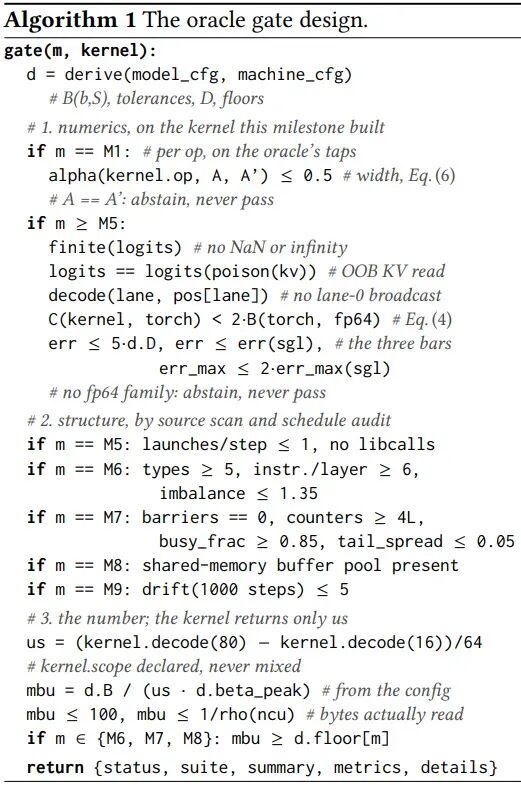 Algorithm 1 The oracle gate design.
gate(m, kernel):
d = derive(model_cfg, machine_cfg)
# B(b,S), tolerances, D, floors
# 1. numerics, on the kernel this milestone built
if m == M1: # per op, on the oracle's taps
alpha(kernel.op, A, A') ≤ 0.5 # width, Eq. (6)
# A == A': abstain, never pass
if m ≥ M5:
finite(logits) # no NaN or infinity
logits == logits(poison(kv)) # OOB KV read
decode(lane, pos[lane]) # no lane-0 broadcast
C(kernel, torch) < 2·B(torch, fp64) # Eq. (4)
err ≤ 5·d.D, err ≤ err(sgl), # the three bars
err_max ≤ 2·err_max(sgl)
# no fp64 family: abstain, never pass
# 2. structure, by source scan and schedule audit
if m == M5: launches/step ≤ 1, no libcalls
if m == M6: types ≥ 5, instr./layer ≥ 6,
imbalance ≤ 1.35
if m == M7: barriers == 0, counters ≥ 4L,
busy_frac ≥ 0.85, tail_spread ≤ 0.05
if m == M8: shared-memory buffer pool present
if m == M9: drift(1000 steps) ≤ 5
# 3. the number; the kernel returns only us
us = (kernel.decode(80) − kernel.decode(16))/64
# kernel.scope declared, never mixed
mbu = d.B / (us · d.beta_peak) # from the config
mbu ≤ 100, mbu ≤ 1/rho(ncu) # bytes actually read
if m ∈ {M6, M7, M8}: mbu ≥ d.floor[m]
return {status, suite, summary, metrics, details}